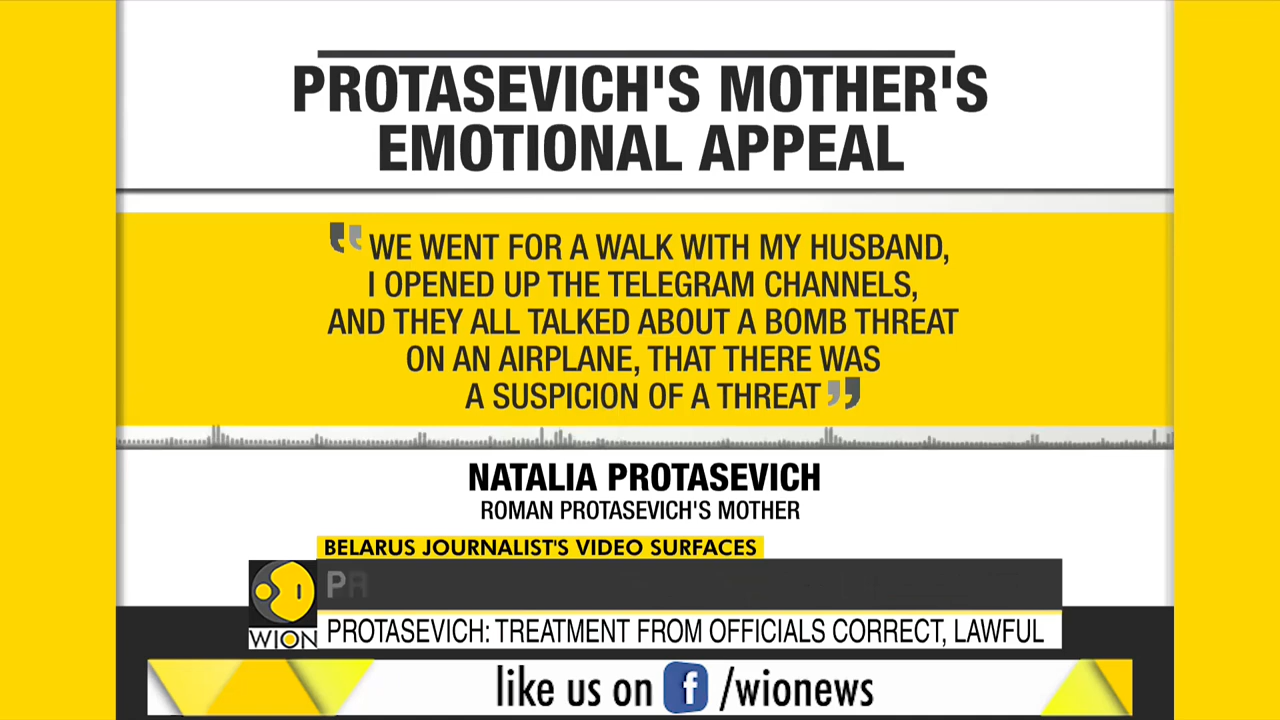 PROTASEVICH'S MOTHER'S
EMOTIONAL APPEAL
"WE WENT FOR A WALK WITH MY HUSBAND,
I OPENED UP THE TELEGRAM CHANNELS,
AND THEY ALL TALKED ABOUT A BOMB THREAT
ON AN AIRPLANE, THAT THERE WAS
A SUSPICION OF A THREAT"
NATALIA PROTASEVICH
ROMAN PROTASEVICH'S MOTHER
BELARUS JOURNALIST'S VIDEO SURFACES
PR
WION
PROTASEVICH: TREATMENT FROM OFFICIALS CORRECT, LAWFUL
like us on f /wionews